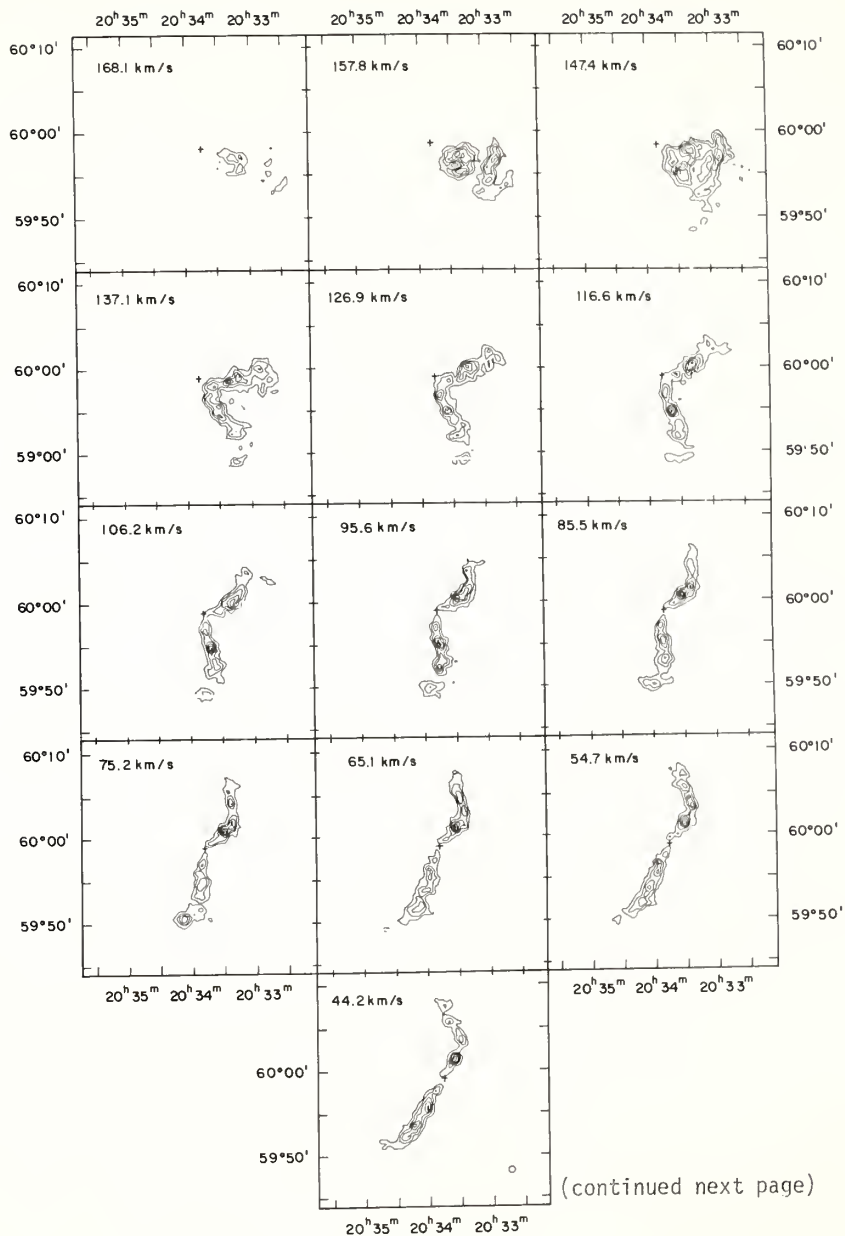 20ʰ35ᵐ 20ʰ34ᵐ 20ʰ33ᵐ 20ʰ35ᵐ 20ʰ34ᵐ 20ʰ33ᵐ 20ʰ35ᵐ 20ʰ34ᵐ 20ʰ33ᵐ
60°10' 168.1 km/s 157.8 km/s 147.4 km/s 60°10'
60°00' 60°00'
59°50' 59°50'
60°10' 137.1 km/s 126.9 km/s 116.6 km/s 60°10'
60°00' 60°00'
59°00' 59°50'
60°10' 106.2 km/s 95.6 km/s 85.5 km/s 60°10'
60°00' 60°00'
59°50' 59°50'
60°10' 75.2 km/s 65.1 km/s 54.7 km/s 60°10'
60°00' 60°00'
59°50' 59°50'
20ʰ35ᵐ 20ʰ34ᵐ 20ʰ33ᵐ 44.2 km/s 20ʰ35ᵐ 20ʰ34ᵐ 20ʰ33ᵐ
60°00'
59°50'
(continued next page)
20ʰ35ᵐ 20ʰ34ᵐ 20ʰ33ᵐ